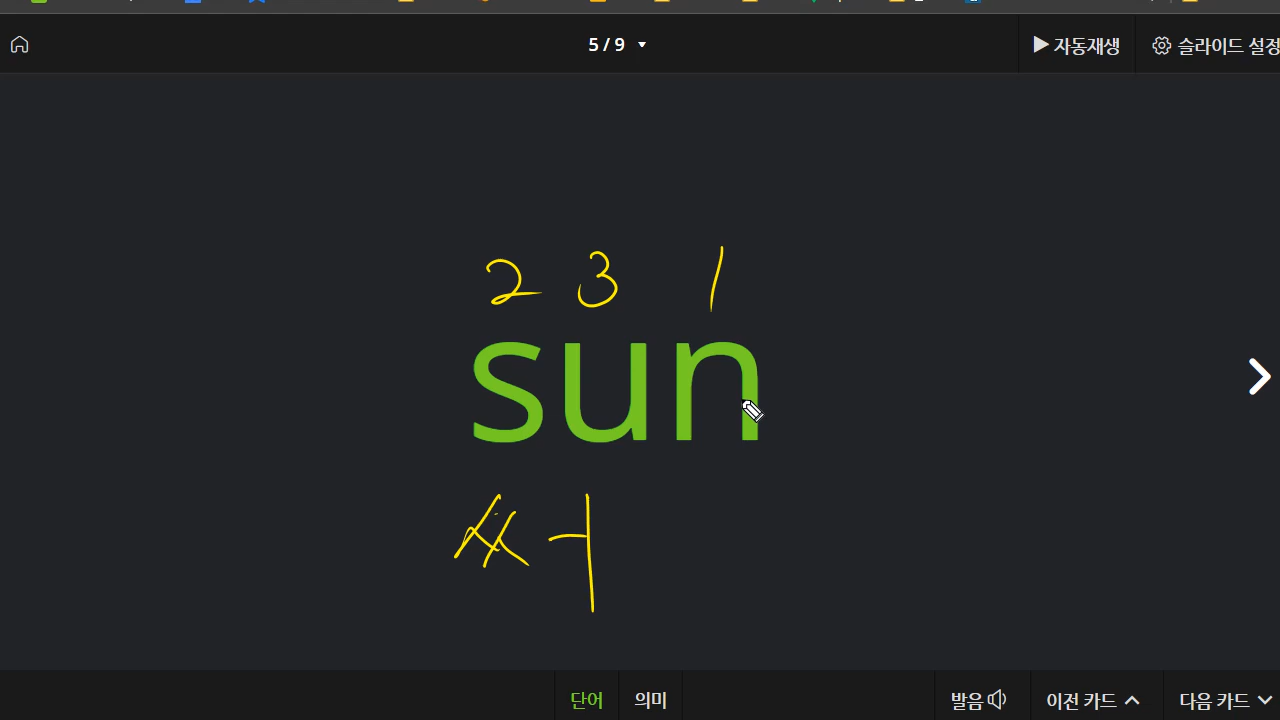 5 / 9
자동재생
슬라이드 설정
2 3 1
sun
ㅆㅓ
단어
의미
발음
이전 카드
다음 카드